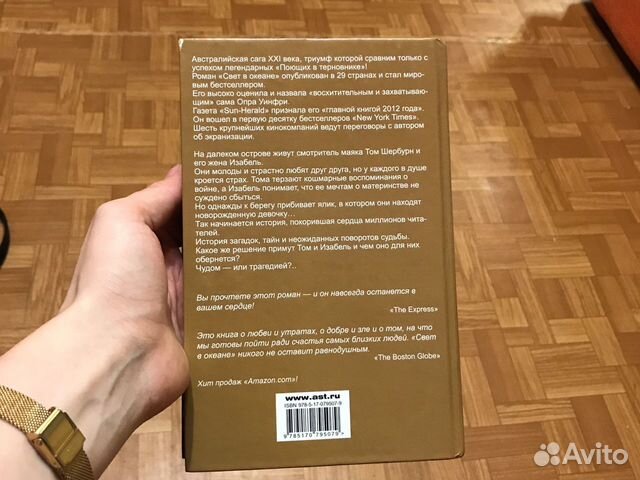 Австралийская сага XXI века, триумф которой сравним только с
успехом легендарных «Поющих в терновнике»!
Роман «Свет в океане» опубликован в 29 странах и стал миро-
вым бестселлером.
Его высоко оценила и назвала «восхитительным и захватываю-
щим» сама Опра Уинфри.
Газета «Sun-Herald» признала его «главной книгой 2012 года».
Он вошел в первую десятку бестселлеров «New York Times».
Шесть крупнейших кинокомпаний ведут переговоры с автором
об экранизации.
На далеком острове живут смотритель маяка Том Шербурн и
его жена Изабель.
Они молоды и страстно любят друг друга, но у каждого в душе
кроется страх. Тома терзают кошмарные воспоминания о
войне, а Изабель понимает, что ее мечтам о материнстве не
суждено сбыться.
Но однажды к берегу прибивает ялик, в котором они находят
новорожденную девочку...
Так начинается история, покорившая сердца миллионов чита-
телей.
История загадок, тайн и неожиданных поворотов судьбы.
Какое же решение примут Том и Изабель и чем оно для них
обернется?
Чудом — или трагедией?..
Вы прочтете этот роман — и он навсегда останется в
вашем сердце!
«The Express»
Это книга о любви и утратах, о добре и зле и о том, на что
мы готовы пойти ради счастья самых близких людей. «Свет
в океане» никого не оставит равнодушным.
«The Boston Globe»
Хит продаж «Amazon.com»!
www.ast.ru
ISBN 978-5-17-079507-9
9 785170 795079 >
Avito